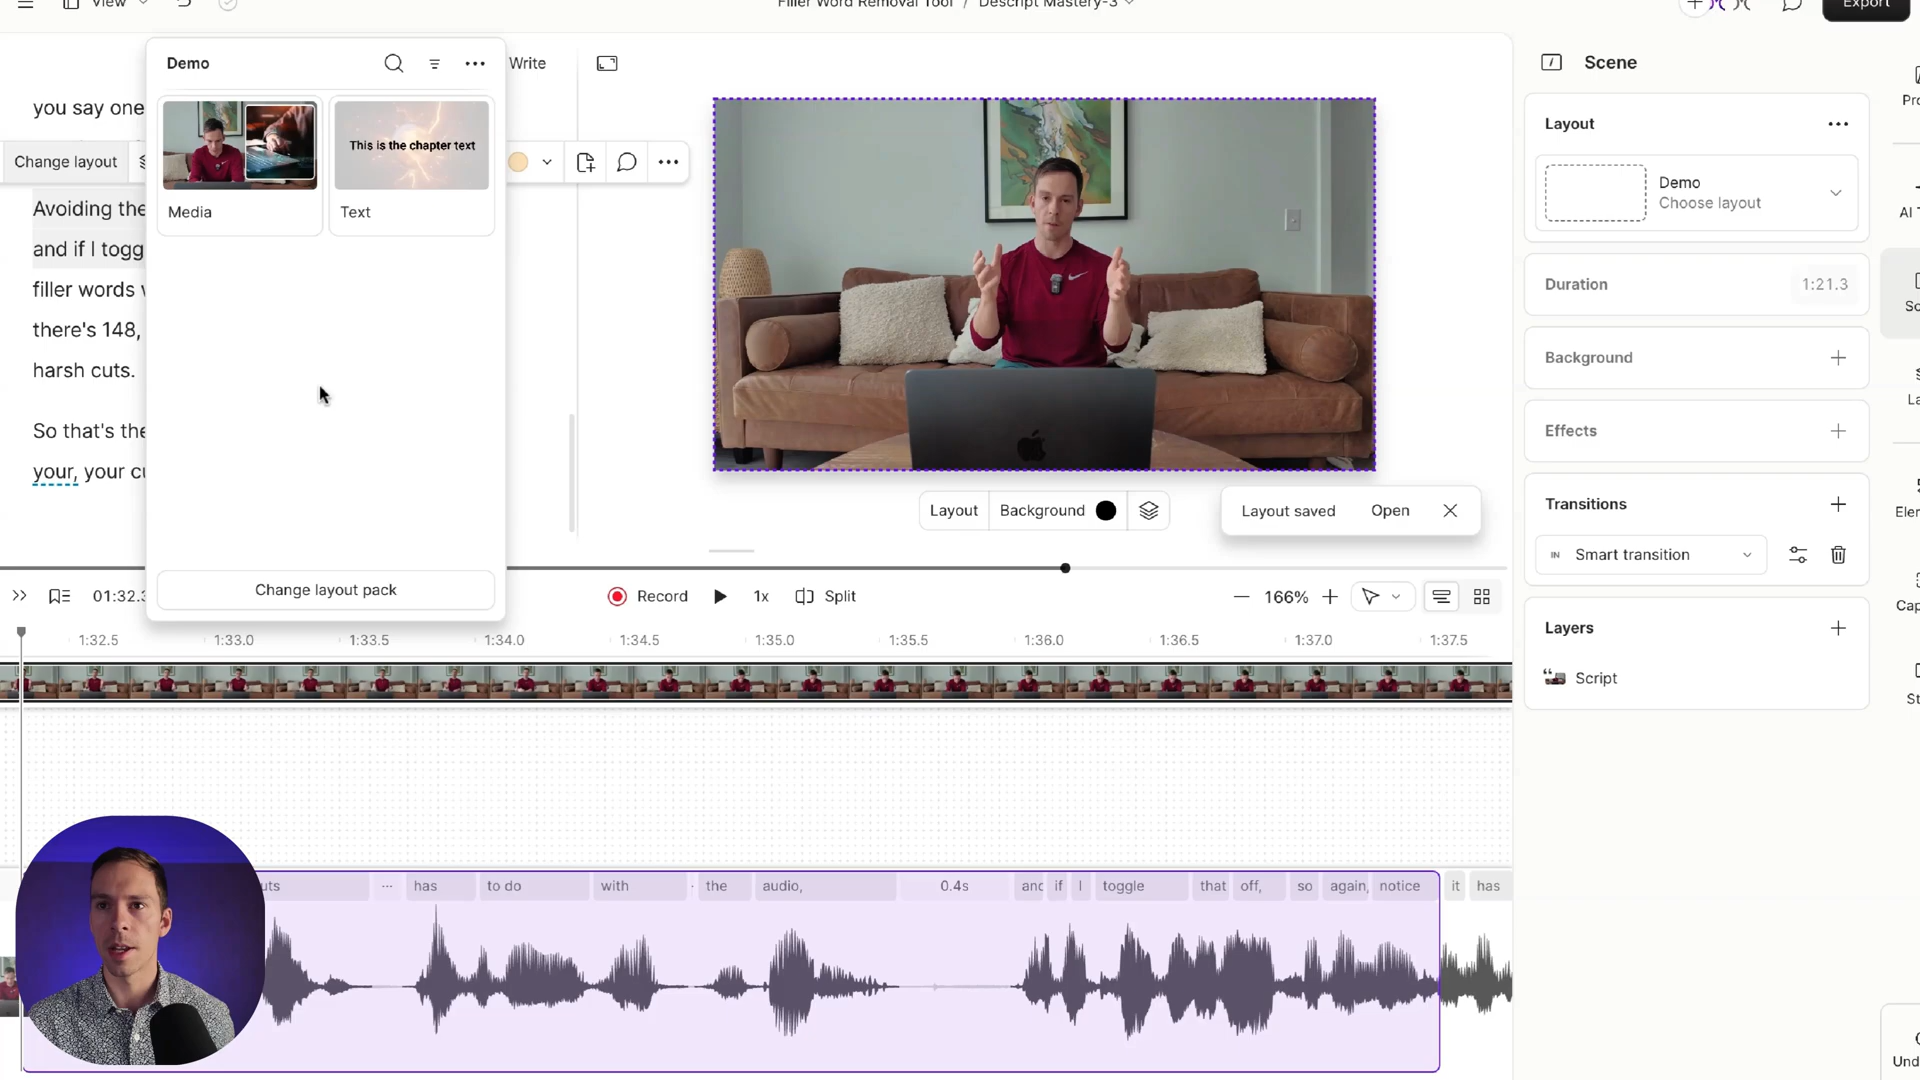 View
Filler Word Removal Tool / Descript Mastery-3
Export
Demo
Write
Scene
you say one
Layout
Change layout
This is the chapter text
Demo
Choose layout
Avoiding the
Media
Text
and if I togg
filler words
Duration
1:21.3
there's 148,
Background
harsh cuts.
So that's the
Effects
your, your cu
Layout
Background
Layout saved
Open
Transitions
IN
Smart transition
Change layout pack
01:32.3
Record
1x
Split
166%
Layers
1:32.5
1:33.0
1:33.5
1:34.0
1:34.5
1:35.0
1:35.5
1:36.0
1:36.5
1:37.0
1:37.5
Script
uts
...
has
to do
with
the
audio,
0.4s
and
if
I
toggle
that
off,
so
again,
notice
it
has